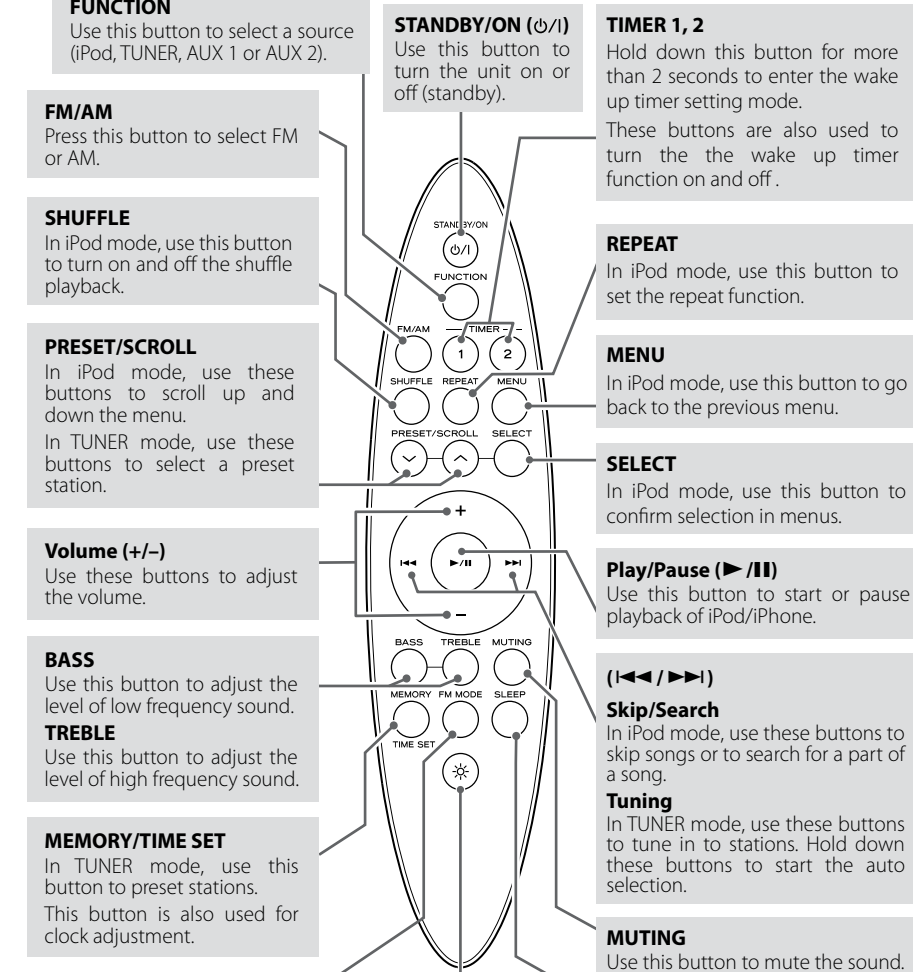 FUNCTION
Use this button to select a source
(iPod, TUNER, AUX 1 or AUX 2).
STANDBY/ON (⏻/I)
Use this button to
turn the unit on or
off (standby).
TIMER 1, 2
Hold down this button for more
than 2 seconds to enter the wake
up timer setting mode.
These buttons are also used to
turn the the wake up timer
function on and off .
FM/AM
Press this button to select FM
or AM.
SHUFFLE
In iPod mode, use this button
to turn on and off the shuffle
playback.
PRESET/SCROLL
In iPod mode, use these
buttons to scroll up and
down the menu.
In TUNER mode, use these
buttons to select a preset
station.
Volume (+/–)
Use these buttons to adjust
the volume.
BASS
Use this button to adjust the
level of low frequency sound.
TREBLE
Use this button to adjust the
level of high frequency sound.
MEMORY/TIME SET
In TUNER mode, use this
button to preset stations.
This button is also used for
clock adjustment.
STANDBY/ON
⏻/I
FUNCTION
FM/AM TIMER
1 2
SHUFFLE REPEAT MENU
PRESET/SCROLL SELECT
+
⏮ ▶/II ⏭
–
BASS TREBLE MUTING
MEMORY FM MODE SLEEP
TIME SET
REPEAT
In iPod mode, use this button to
set the repeat function.
MENU
In iPod mode, use this button to go
back to the previous menu.
SELECT
In iPod mode, use this button to
confirm selection in menus.
Play/Pause (▶ /II)
Use this button to start or pause
playback of iPod/iPhone.
(⏮ / ⏭)
Skip/Search
In iPod mode, use these buttons to
skip songs or to search for a part of
a song.
Tuning
In TUNER mode, use these buttons
to tune in to stations. Hold down
these buttons to start the auto
selection.
MUTING
Use this button to mute the sound.